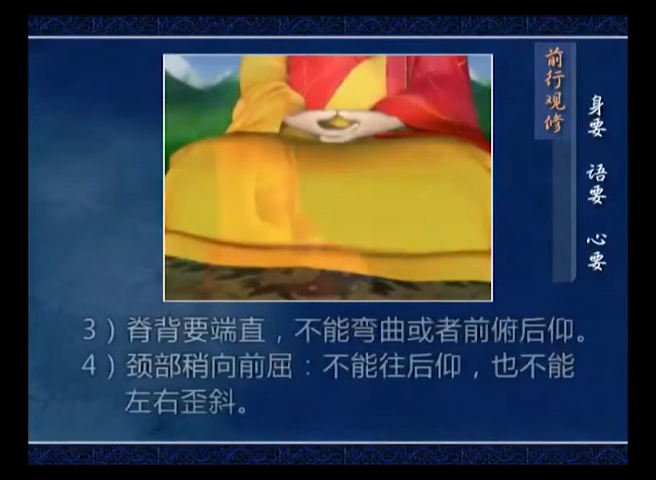 前行观修
身要 语要 心要
3）脊背要端直，不能弯曲或者前俯后仰。
4）颈部稍向前屈：不能往后仰，也不能
左右歪斜。